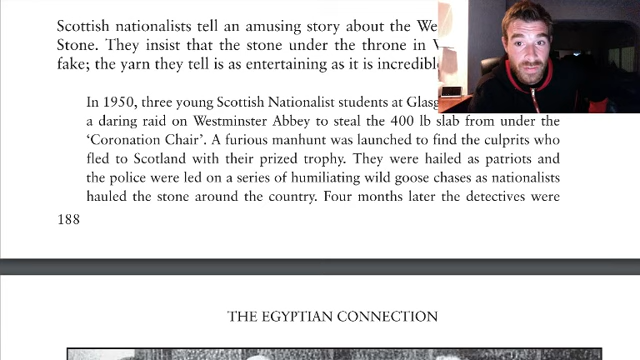 Scottish nationalists tell an amusing story about the We
Stone. They insist that the stone under the throne in
fake; the yarn they tell is as entertaining as it is incredibl
In 1950, three young Scottish Nationalist students at Glasg
a daring raid on Westminster Abbey to steal the 400 lb slab from under the
‘Coronation Chair’. A furious manhunt was launched to find the culprits who
fled to Scotland with their prized trophy. They were hailed as patriots and
the police were led on a series of humiliating wild goose chases as nationalists
hauled the stone around the country. Four months later the detectives were
188
THE EGYPTIAN CONNECTION